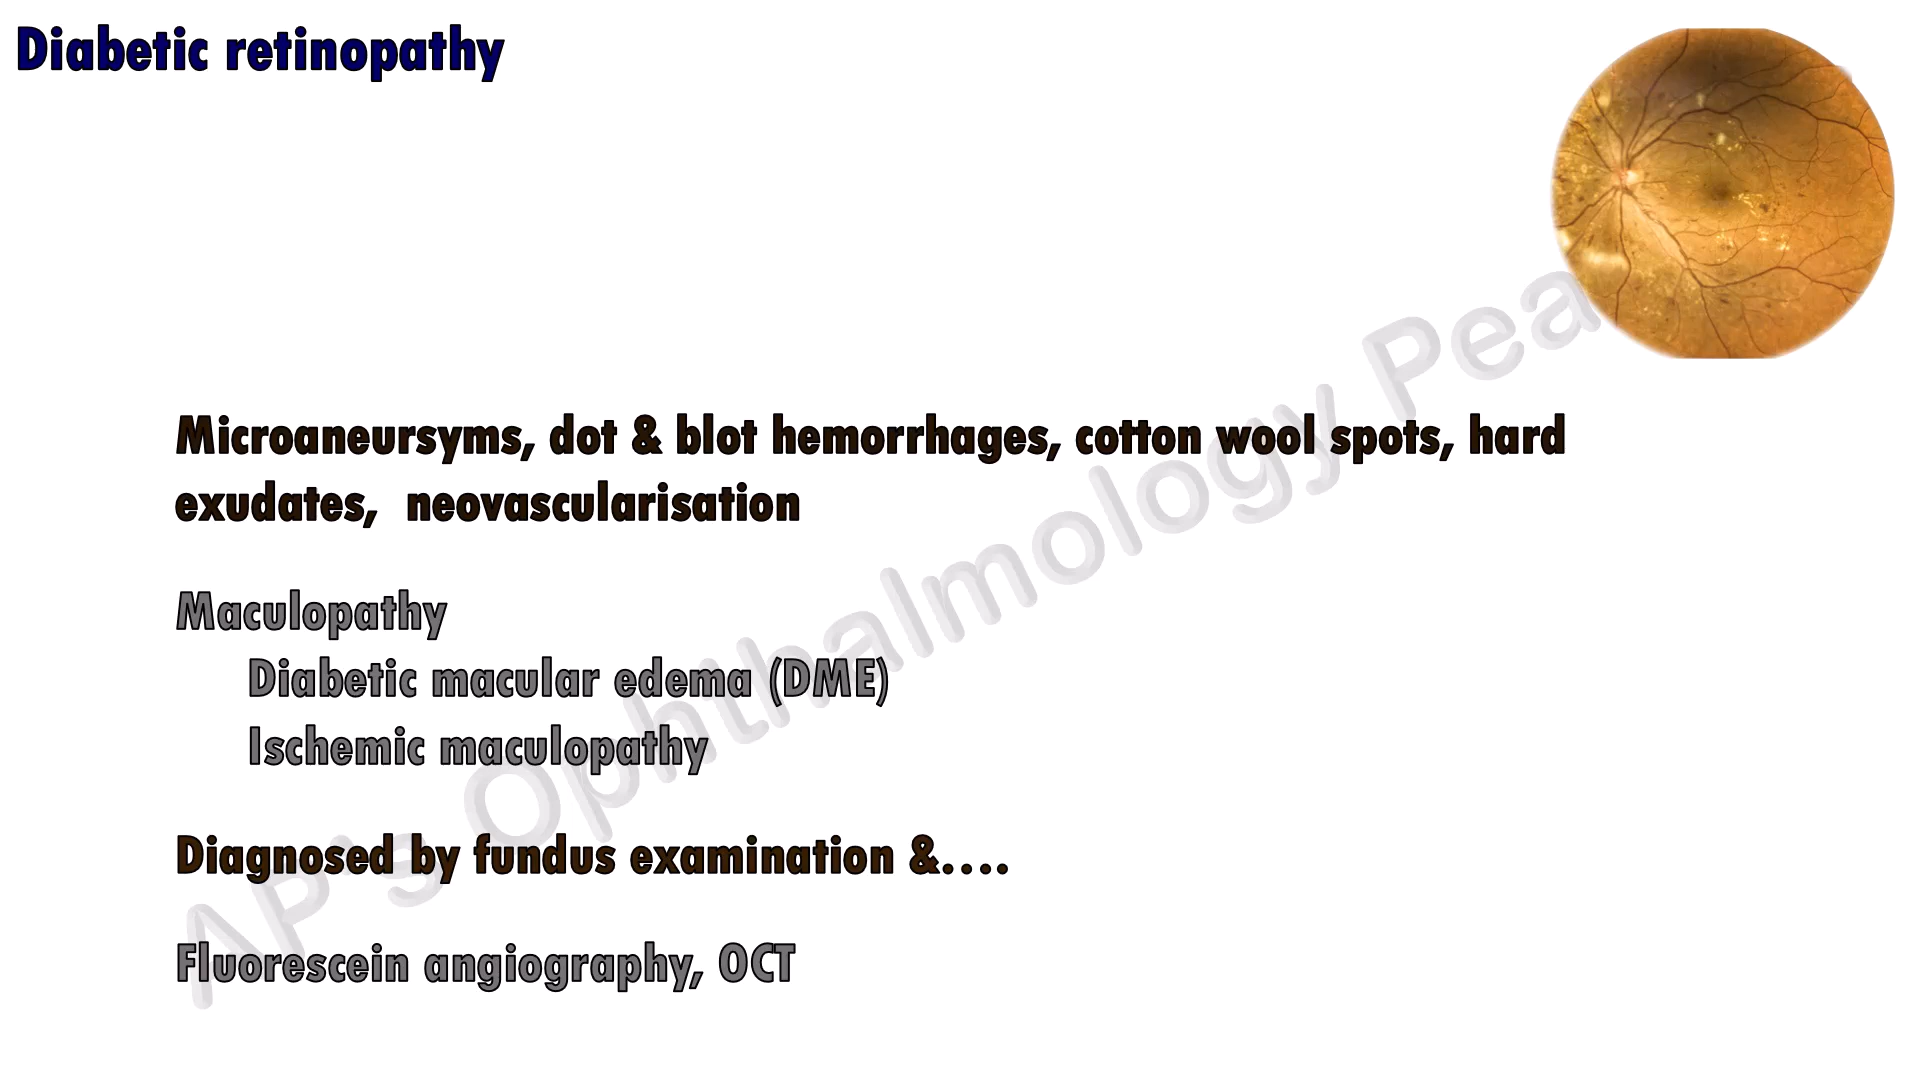 Diabetic retinopathy
Microaneursyms, dot & blot hemorrhages, cotton wool spots, hard
exudates,  neovascularisation
Maculopathy
Diabetic macular edema (DME)
Ischemic maculopathy
Diagnosed by fundus examination &....
Fluorescein angiography, OCT
AP's Ophthalmology Pea